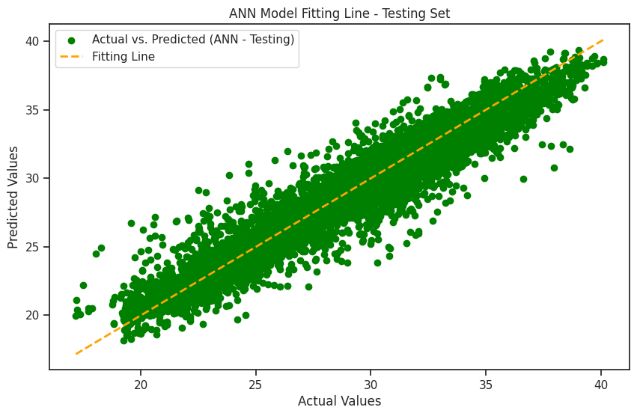 ANN Model Fitting Line - Testing Set
Actual vs. Predicted (ANN - Testing)
Fitting Line
Predicted Values
40
35
30
25
20
20
25
30
35
40
Actual Values